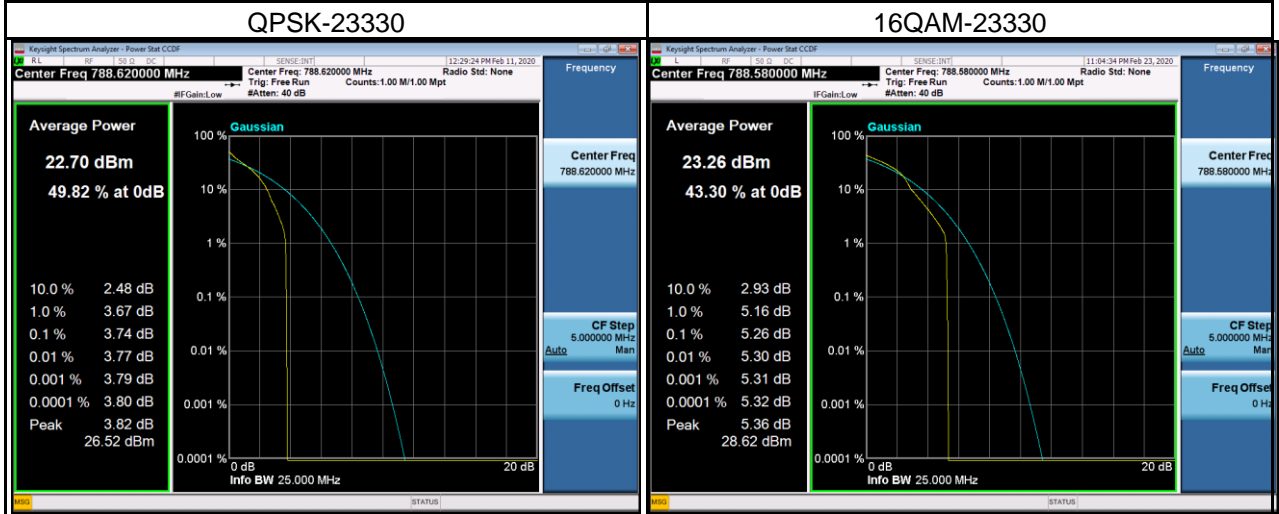 QPSK-23330
Keysight Spectrum Analyzer - Power Stat CCDF
RL RF 50 Ω DC SENSE:INT 12:29:24 PM Feb 11, 2020
Center Freq 788.620000 MHz
Center Freq: 788.620000 MHz Radio Std: None
Trig: Free Run Counts:1.00 M/1.00 Mpt
#IFGain:Low #Atten: 40 dB
Average Power
22.70 dBm
49.82 % at 0dB
10.0 % 2.48 dB
1.0 % 3.67 dB
0.1 % 3.74 dB
0.01 % 3.77 dB
0.001 % 3.79 dB
0.0001 % 3.80 dB
Peak 3.82 dB
26.52 dBm
Gaussian
100 %
10 %
1 %
0.1 %
0.01 %
0.001 %
0.0001 %
0 dB 20 dB
Info BW 25.000 MHz
Frequency
Center Freq
788.620000 MHz
CF Step
5.000000 MHz
Auto Man
Freq Offset
0 Hz
MSG STATUS
16QAM-23330
Keysight Spectrum Analyzer - Power Stat CCDF
L RF 50 Ω DC SENSE:INT 11:04:34 PM Feb 23, 2020
Center Freq 788.580000 MHz
Center Freq: 788.580000 MHz Radio Std: None
Trig: Free Run Counts:1.00 M/1.00 Mpt
IFGain:Low #Atten: 40 dB
Average Power
23.26 dBm
43.30 % at 0dB
10.0 % 2.93 dB
1.0 % 5.16 dB
0.1 % 5.26 dB
0.01 % 5.30 dB
0.001 % 5.31 dB
0.0001 % 5.32 dB
Peak 5.36 dB
28.62 dBm
Gaussian
100 %
10 %
1 %
0.1 %
0.01 %
0.001 %
0.0001 %
0 dB 20 dB
Info BW 25.000 MHz
Frequency
Center Freq
788.580000 MHz
CF Step
5.000000 MHz
Auto Man
Freq Offset
0 Hz
MSG STATUS